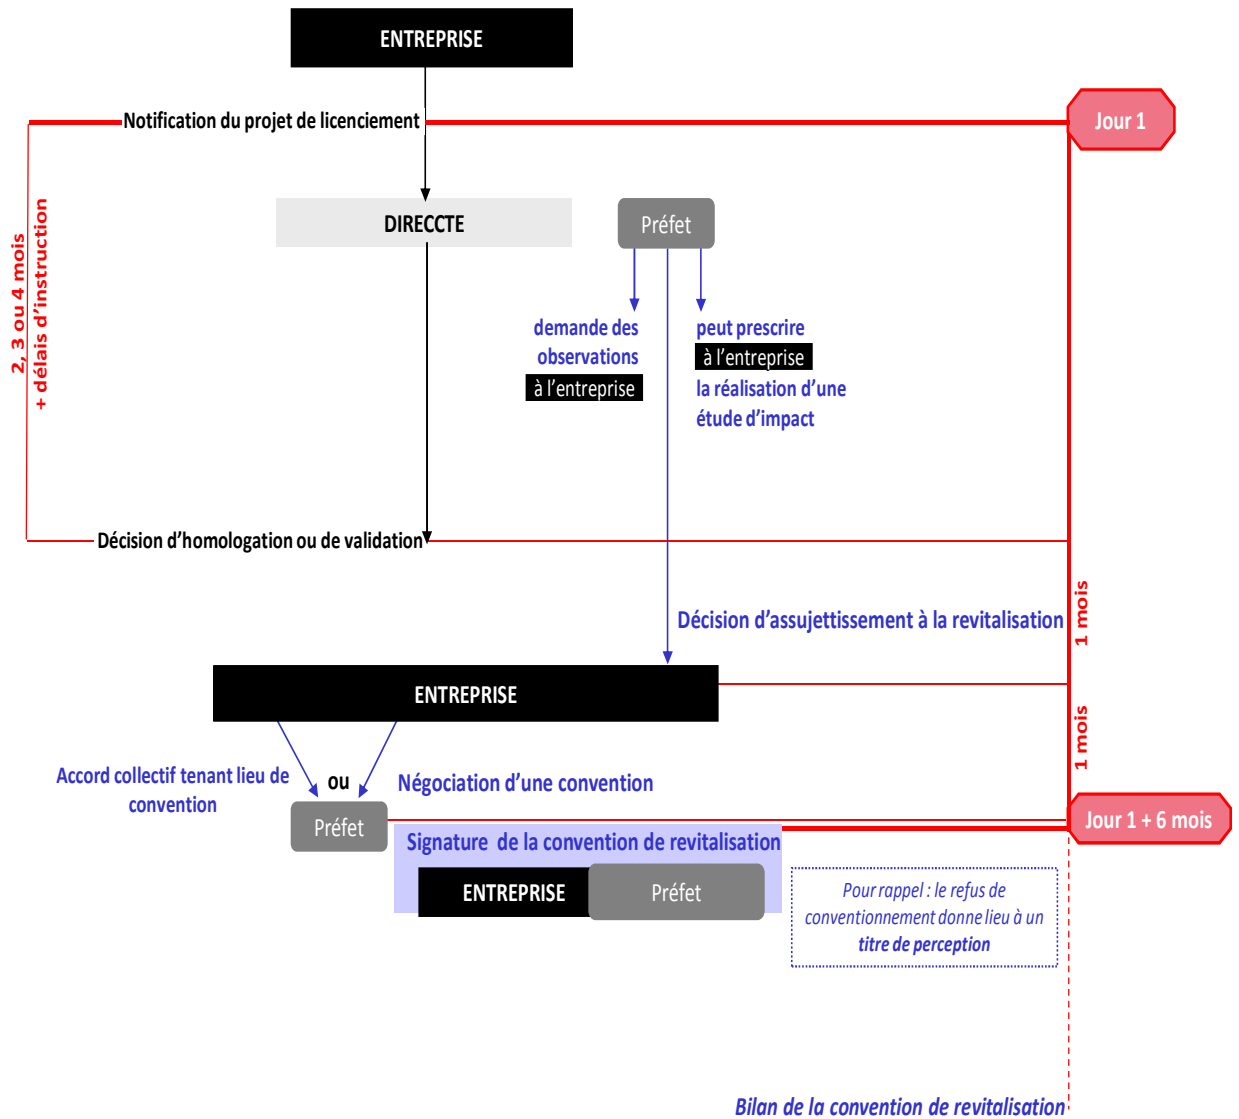 ENTREPRISE
Notification du projet de licenciement
Jour 1
2, 3 ou 4 mois
+ délais d’instruction
DIRECCTE
Préfet
demande des
observations
à l’entreprise
peut prescrire
à l’entreprise
la réalisation d’une
étude d’impact
Décision d’homologation ou de validation
Décision d’assujettissement à la revitalisation
1 mois
ENTREPRISE
1 mois
Accord collectif tenant lieu de
convention
ou
Négociation d’une convention
Préfet
Jour 1 + 6 mois
Signature de la convention de revitalisation
ENTREPRISE
Préfet
Pour rappel : le refus de
conventionnement donne lieu à un
titre de perception
Bilan de la convention de revitalisation